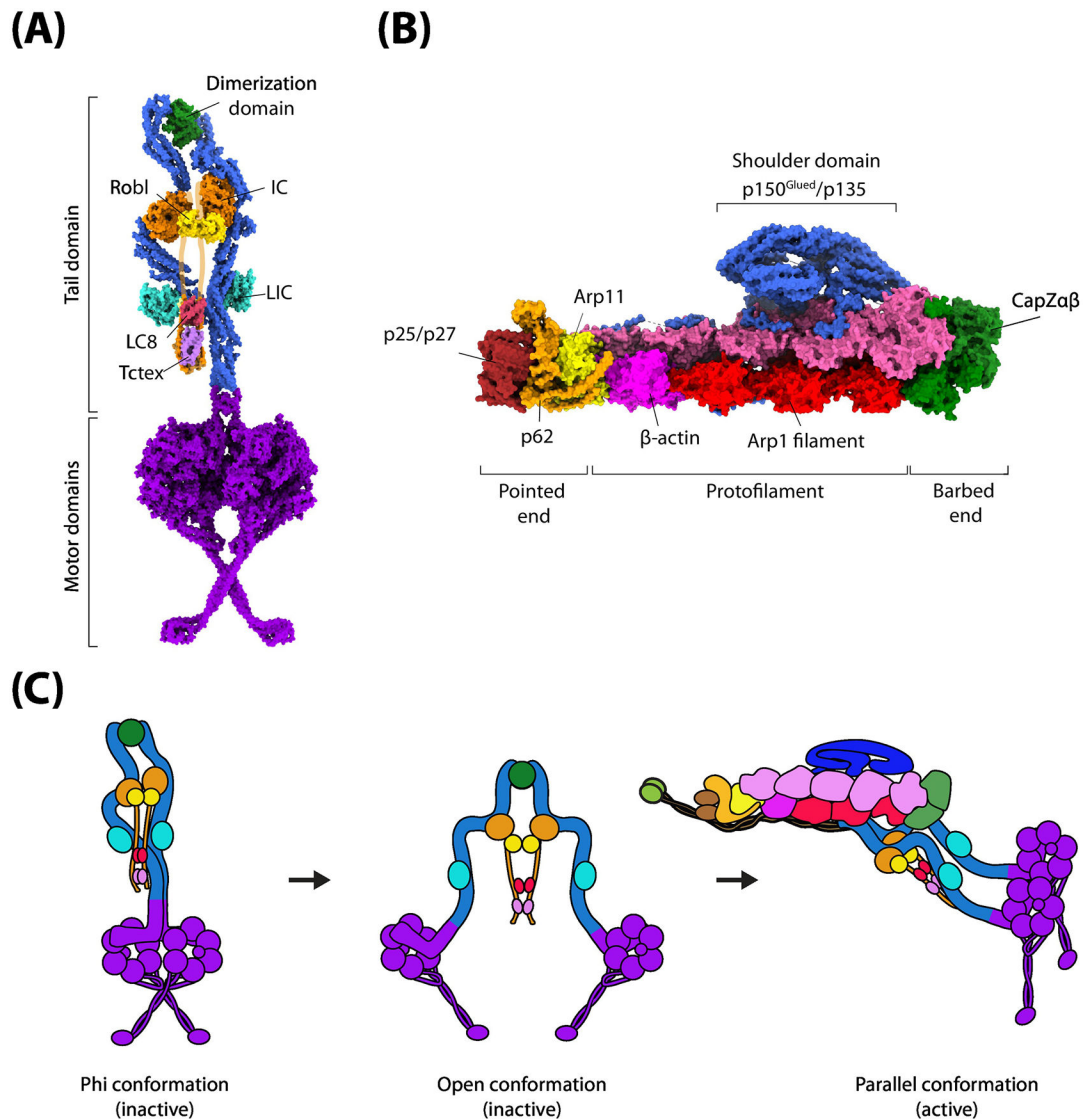 (A)
Dimerization
domain
Robl
IC
LIC
LC8
Tctex
Tail domain
Motor domains
(B)
Shoulder domain
p150Glued/p135
Arp11
CapZαβ
p25/p27
p62
β-actin
Arp1 filament
Pointed
end
Protofilament
Barbed
end
(C)
Phi conformation
(inactive)
Open conformation
(inactive)
Parallel conformation
(active)